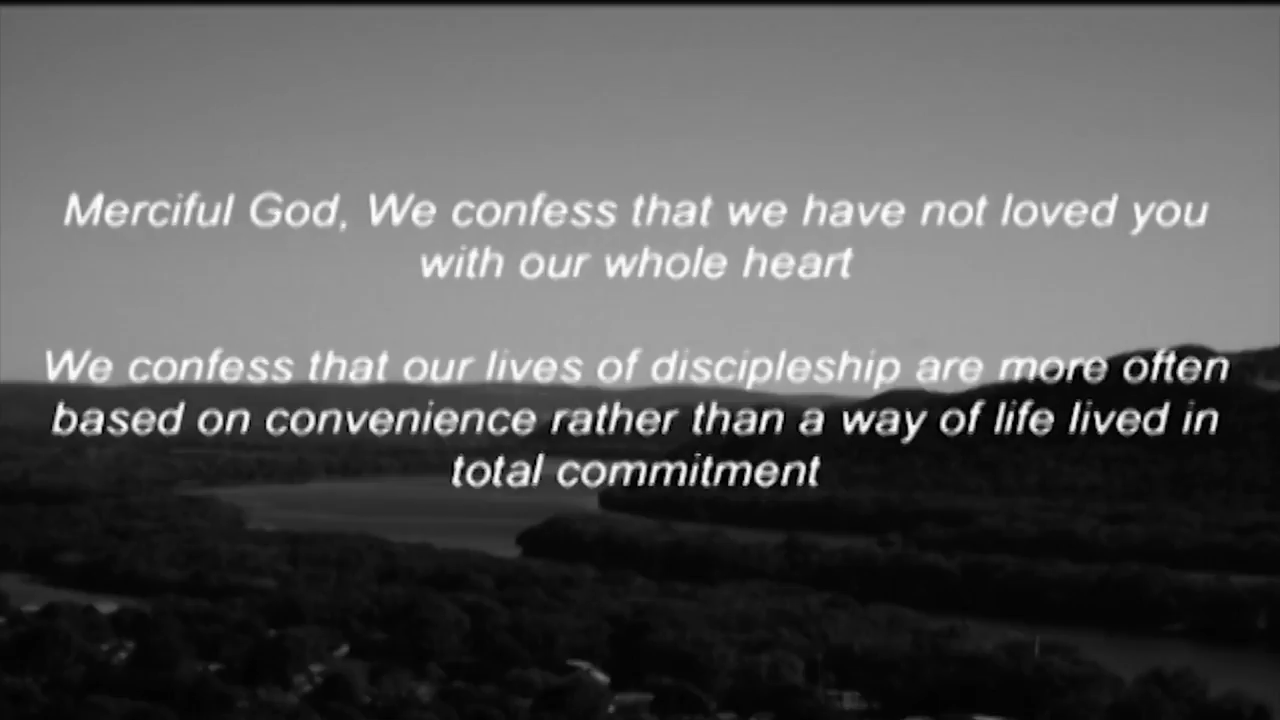 Merciful God, We confess that we have not loved you
with our whole heart
We confess that our lives of discipleship are more often
based on convenience rather than a way of life lived in
total commitment